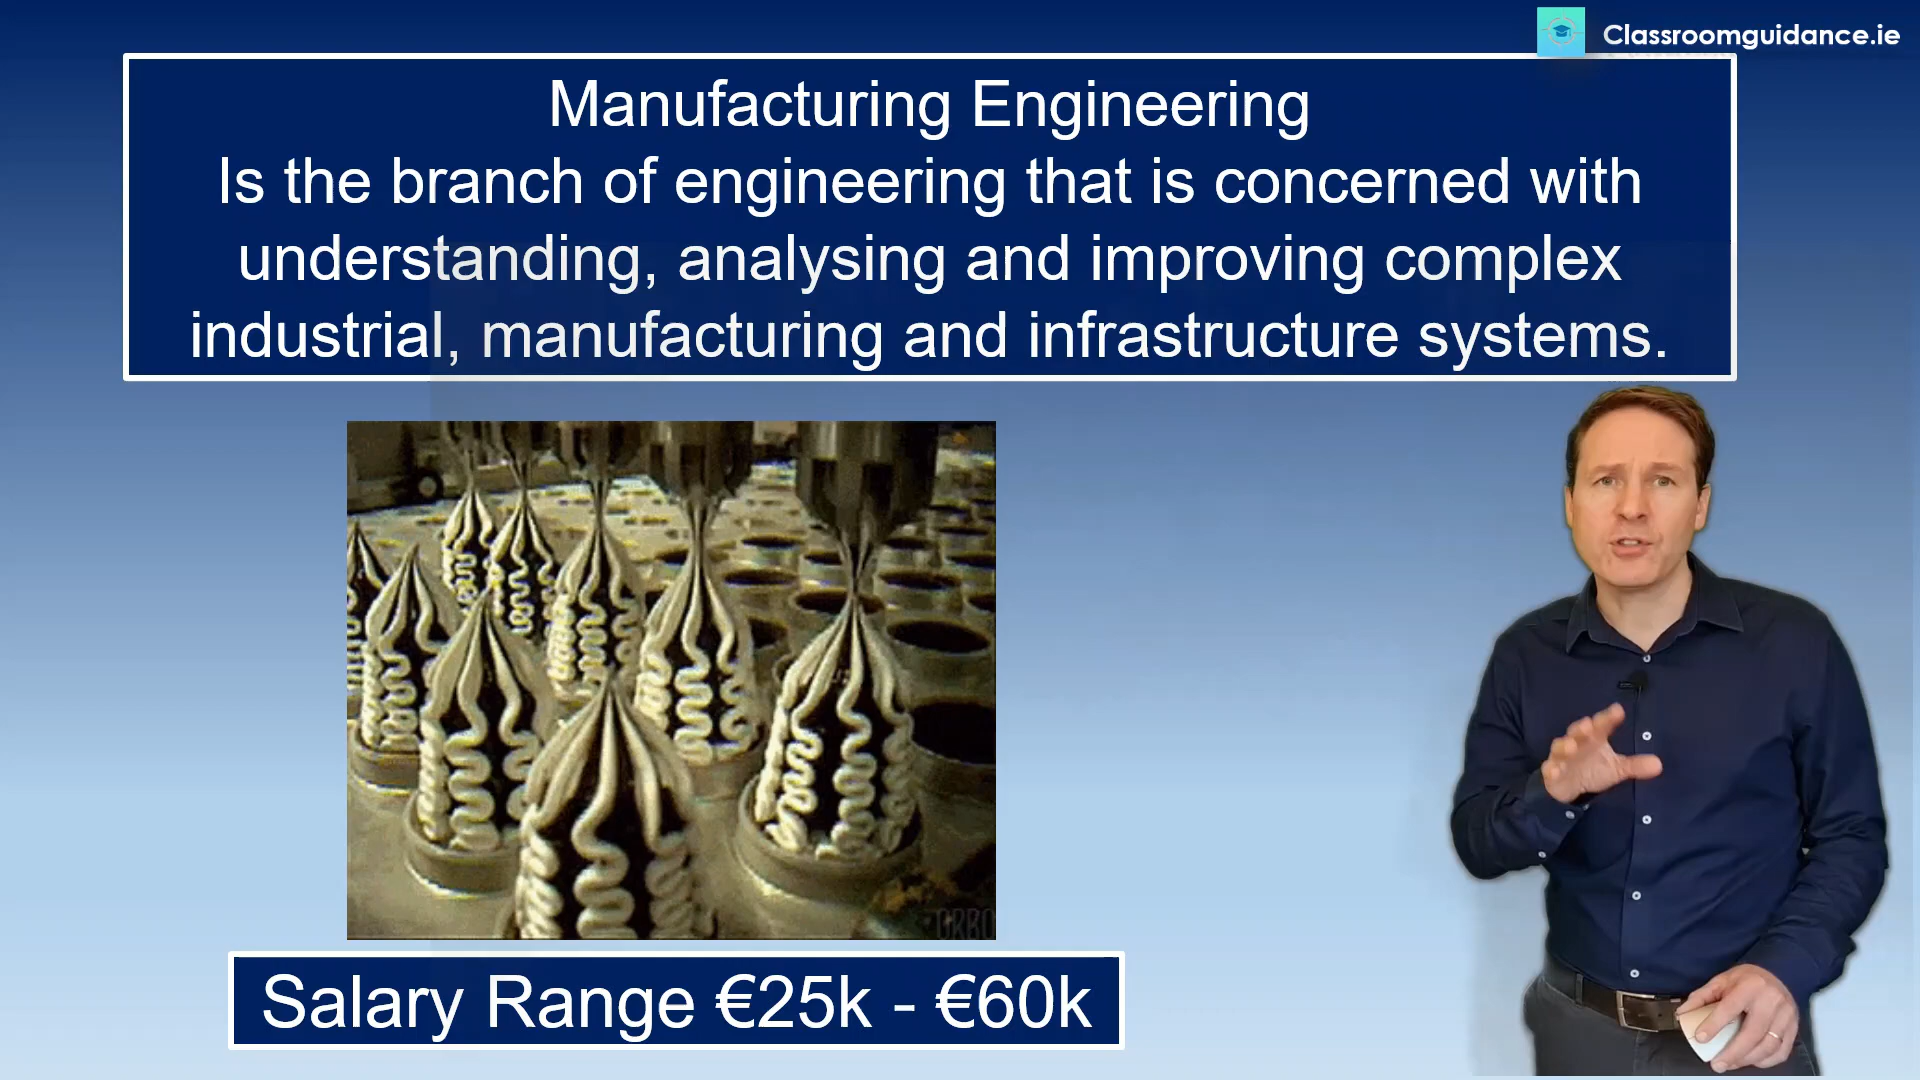 Classroomguidance.ie
Manufacturing Engineering
Is the branch of engineering that is concerned with
understanding, analysing and improving complex
industrial, manufacturing and infrastructure systems.
Salary Range €25k - €60k